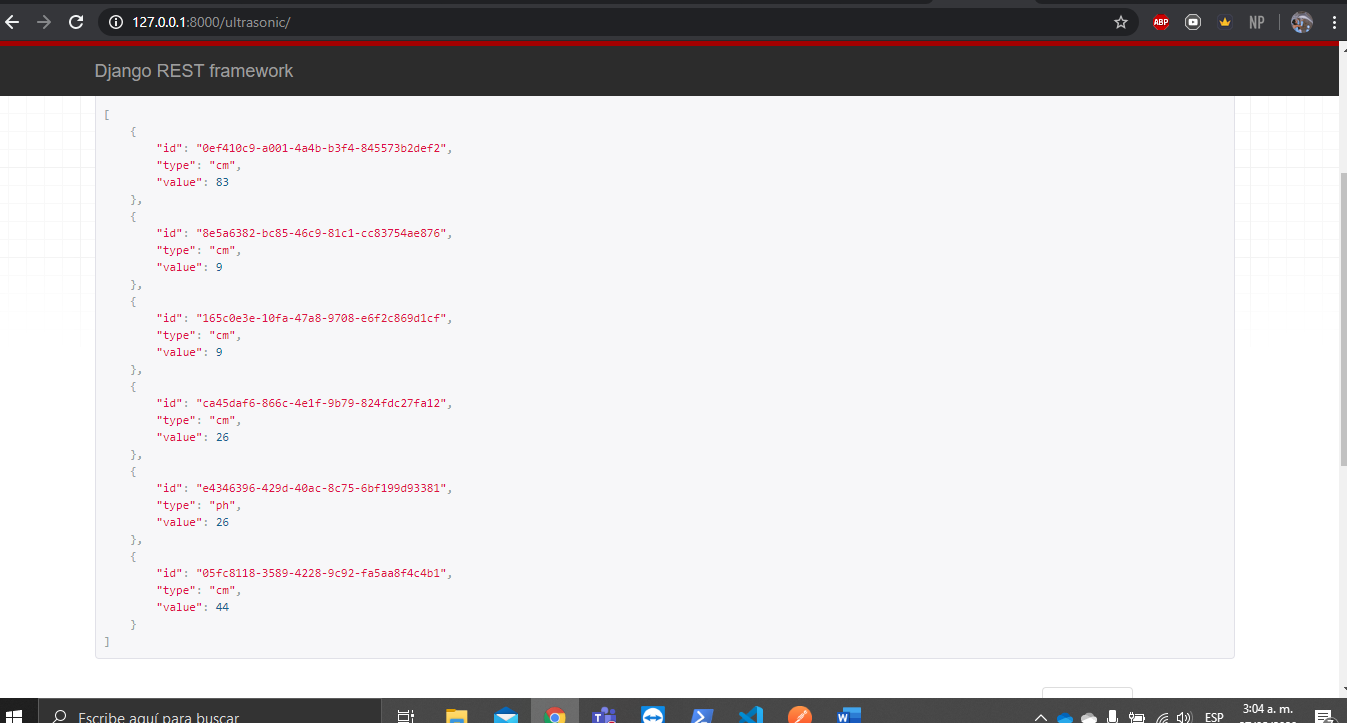 127.0.0.1:8000/ultrasonic/
ABP
NP
Django REST framework
[
{
"id": "0ef410c9-a001-4a4b-b3f4-845573b2def2",
"type": "cm",
"value": 83
},
{
"id": "8e5a6382-bc85-46c9-81c1-cc83754ae876",
"type": "cm",
"value": 9
},
{
"id": "165c0e3e-10fa-47a8-9708-e6f2c869d1cf",
"type": "cm",
"value": 9
},
{
"id": "ca45daf6-866c-4e1f-9b79-824fdc27fa12",
"type": "cm",
"value": 26
},
{
"id": "e4346396-429d-40ac-8c75-6bf199d93381",
"type": "ph",
"value": 26
},
{
"id": "05fc8118-3589-4228-9c92-fa5aa8f4c4b1",
"type": "cm",
"value": 44
}
]
Escribe aquí para buscar
ESP
3:04 a. m.